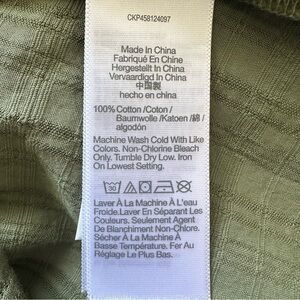 CKP458124097
Made In China
Fabriqué En Chine
Hergestellt In China
Vervaardigd In China
中国製
hecho en china
100% Cotton /Coton /
Baumwolle /Katoen /綿 /
algodón
Machine Wash Cold With Like
Colors. Non-Chlorine Bleach
Only. Tumble Dry Low. Iron
On Lowest Setting.
30
Laver À La Machine À L'eau
Froide.Laver En Séparant Les
Couleurs. Seulement Agent
De Blanchiment Non-Chlore.
Sécher À La Machine À
Basse Température. Fer Au
Réglage Le Plus Bas.